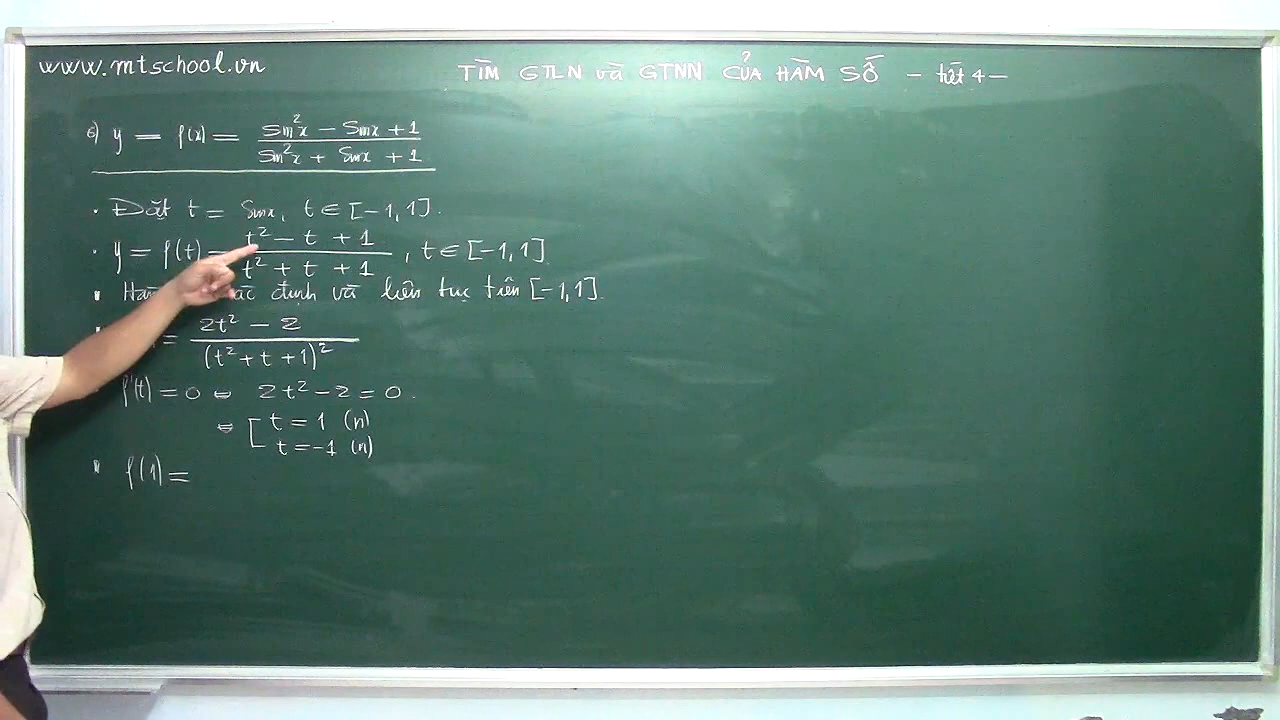 www.mtschool.vn
TÌM GTLN và GTNN CỦA HÀM SỐ - tiết 4 -
6) y = f(x) = (sin²x - sinx + 1)/(sin²x + sinx + 1)
. Đặt t = sinx, t ∈ [-1, 1].
. y = f(t) = (t² - t + 1)/(t² + t + 1), t ∈ [-1, 1].
. Hàm định và liên tục trên [-1, 1].
. = (2t² - 2)/(t² + t + 1)²
f'(t) = 0 ⇔ 2t² - 2 = 0.
⇔ [ t = 1 (n)
t = -1 (n)
. f(1) =